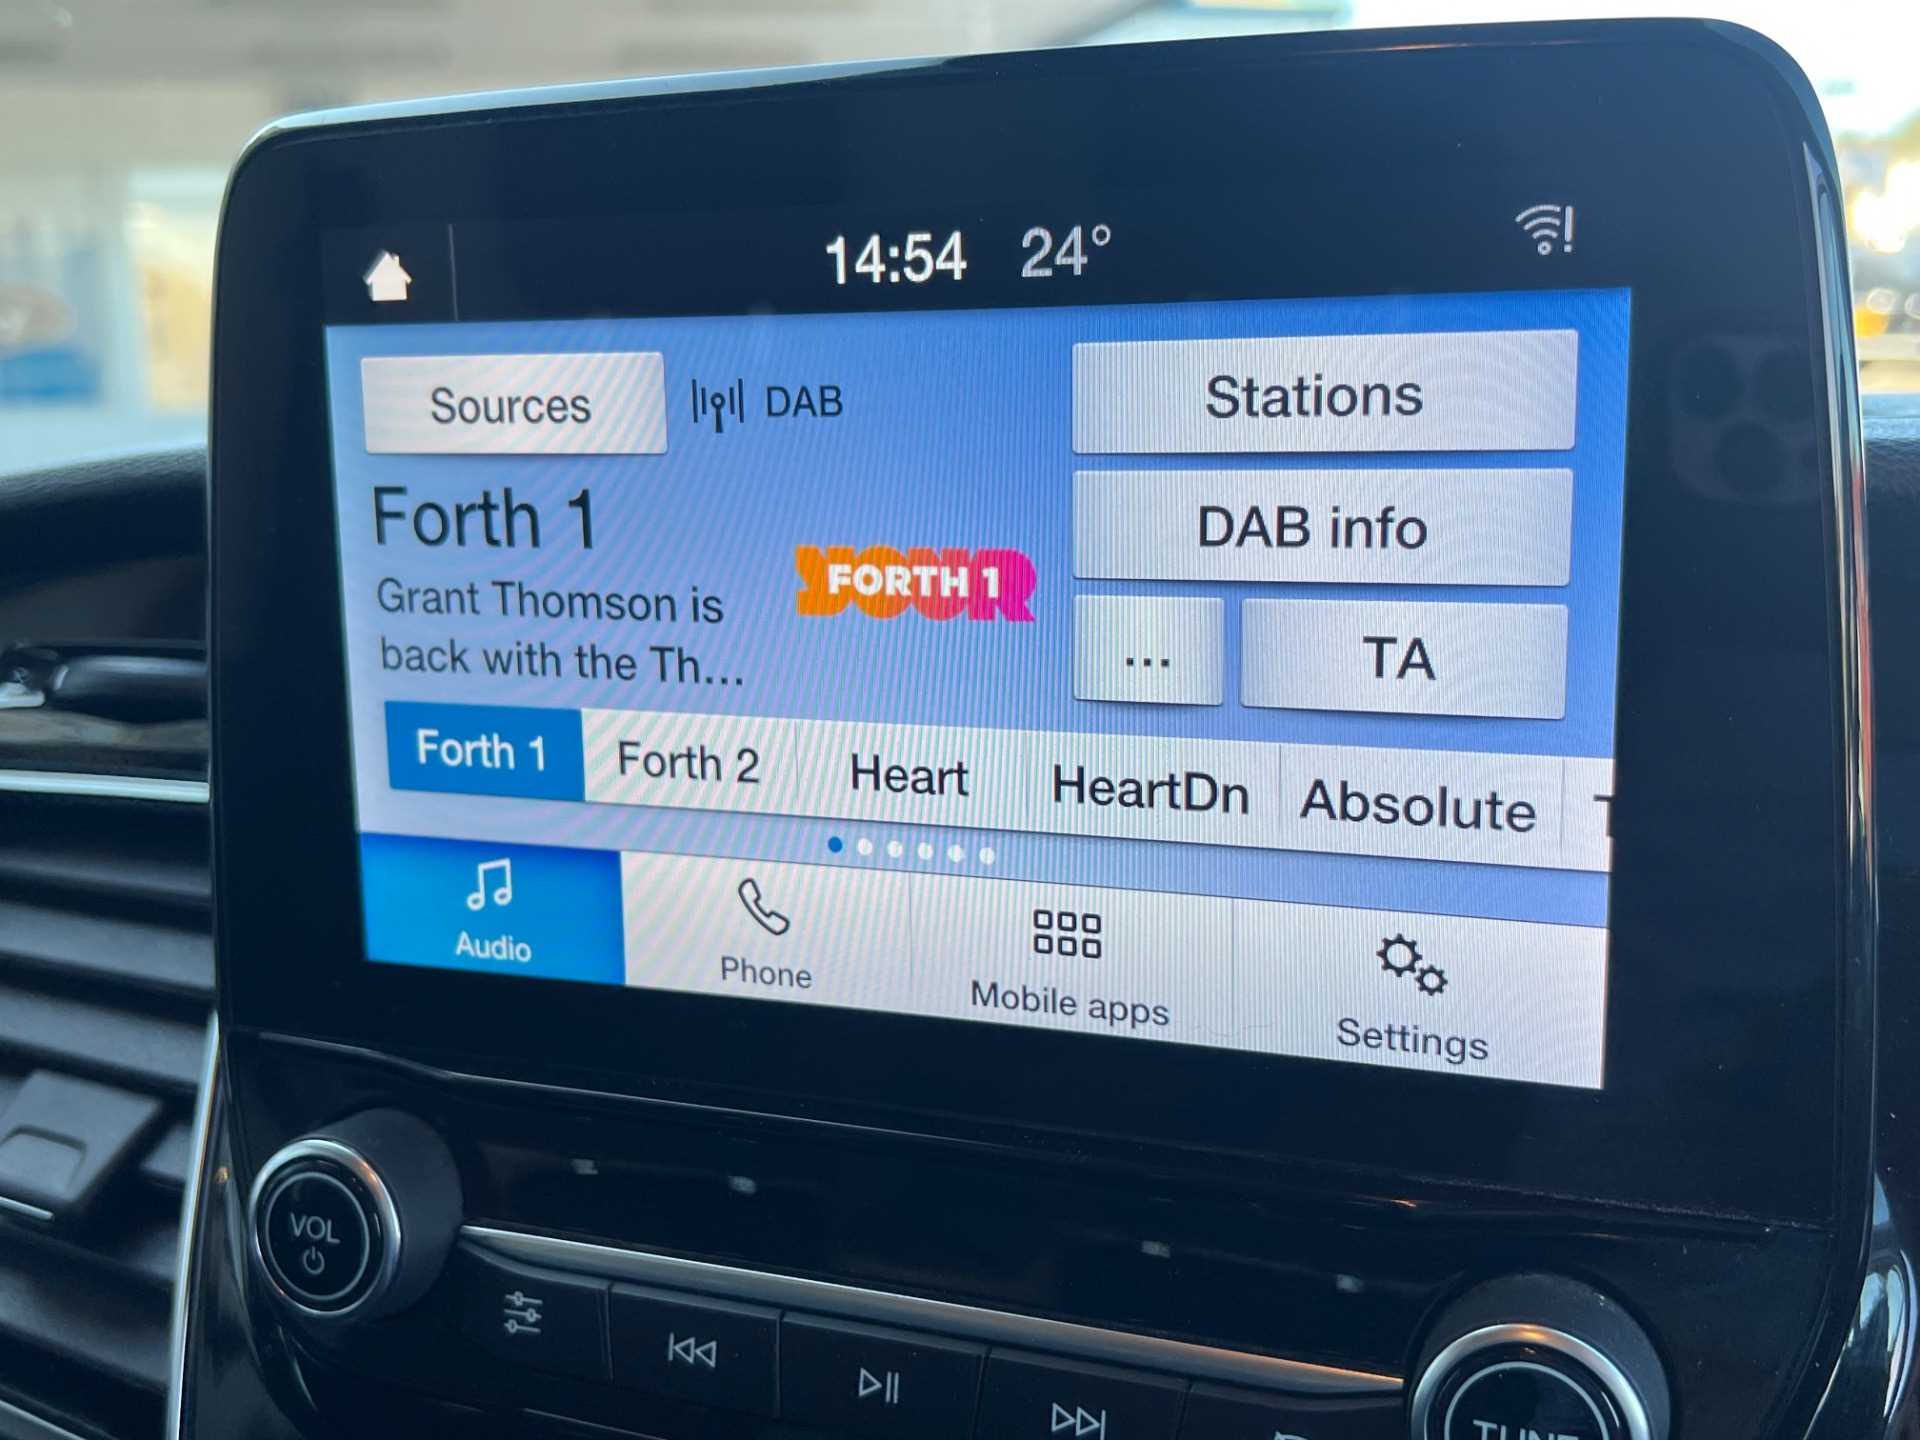 14:54 24°
Sources DAB Stations
Forth 1
DAB info
FORTH 1
Grant Thomson is
back with the Th...
... TA
Forth 1 Forth 2 Heart HeartDn Absolute
Audio Phone Mobile apps Settings
VOL
TUNE